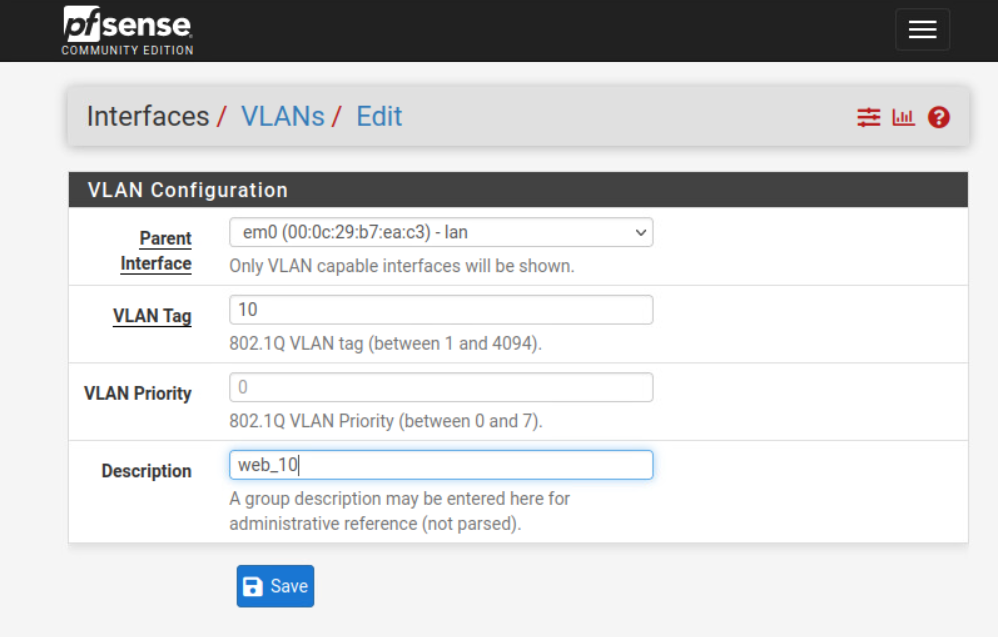 pfsense
COMMUNITY EDITION
Interfaces / VLANs / Edit
VLAN Configuration
Parent Interface
em0 (00:0c:29:b7:ea:c3) - lan
Only VLAN capable interfaces will be shown.
VLAN Tag
10
802.1Q VLAN tag (between 1 and 4094).
VLAN Priority
0
802.1Q VLAN Priority (between 0 and 7).
Description
web_10
A group description may be entered here for
administrative reference (not parsed).
Save